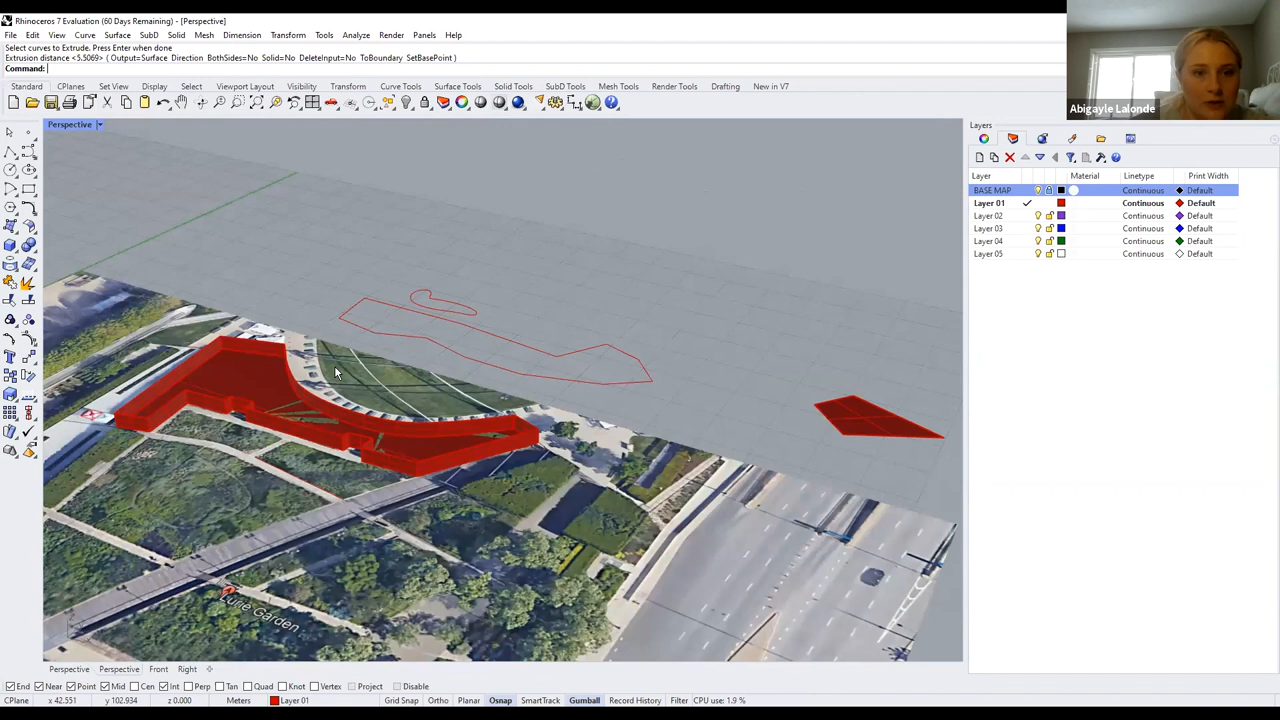 Rhinoceros 7 Evaluation (60 Days Remaining) - [Perspective]
File Edit View Curve Surface SubD Solid Mesh Dimension Transform Tools Analyze Render Panels Help
Select curves to Extrude. Press Enter when done
Extrusion distance <5.5069> ( Output=Surface Direction BothSides=No Solid=No DeleteInput=No ToBoundary SetBasePoint )
Command:
Standard CPlanes Set View Display Select Viewport Layout Visibility Transform Curve Tools Surface Tools Solid Tools SubD Tools Mesh Tools Render Tools Drafting New in V7
Abigayle Lalonde
Perspective
Layers
Layer Material Linetype Print Width
BASE MAP Continuous Default
Layer 01 Continuous Default
Layer 02 Continuous Default
Layer 03 Continuous Default
Layer 04 Continuous Default
Layer 05 Continuous Default
Lurie Garden
Perspective Perspective Front Right
End Near Point Mid Cen Int Perp Tan Quad Knot Vertex Project Disable
CPlane x 42.551 y 102.934 z 0.000 Meters Layer 01 Grid Snap Ortho Planar Osnap SmartTrack Gumball Record History Filter CPU use: 1.9 %